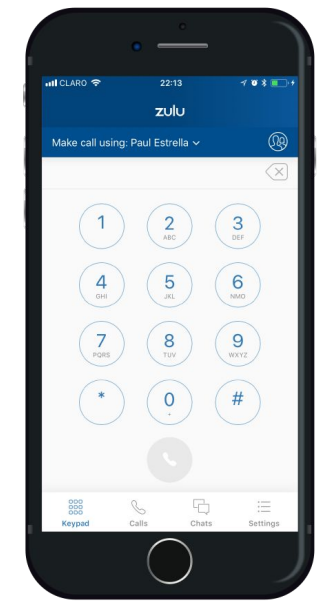 CLARO 22:13
zulu
Make call using: Paul Estrella
1 2 3
ABC DEF
4 5 6
GHI JKL NMO
7 8 9
PQRS TUV WXYZ
* 0 #
Keypad Calls Chats Settings